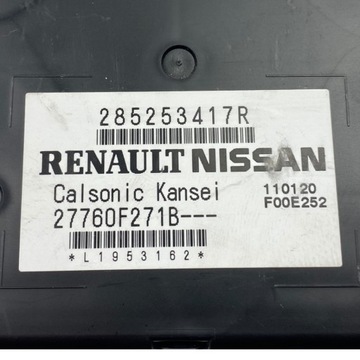 285253417R
RENAULT NISSAN
Calsonic Kansei 110120
27760F271B--- F00E252
*L1953162*